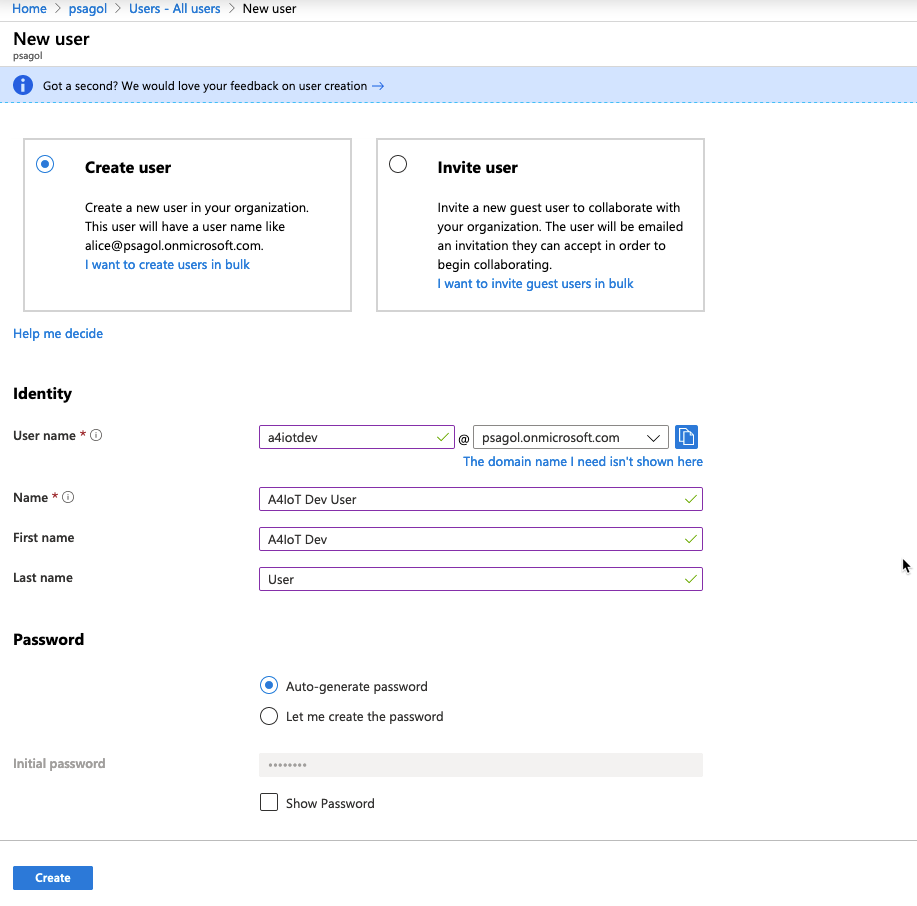 Home > psagol > Users - All users > New user
New user
psagol
Got a second? We would love your feedback on user creation →
Create user
Create a new user in your organization.
This user will have a user name like
alice@psagol.onmicrosoft.com.
I want to create users in bulk
Invite user
Invite a new guest user to collaborate with
your organization. The user will be emailed
an invitation they can accept in order to
begin collaborating.
I want to invite guest users in bulk
Help me decide
Identity
User name * a4iotdev @ psagol.onmicrosoft.com
The domain name I need isn't shown here
Name * A4IoT Dev User
First name A4IoT Dev
Last name User
Password
Auto-generate password
Let me create the password
Initial password ••••••••
Show Password
Create